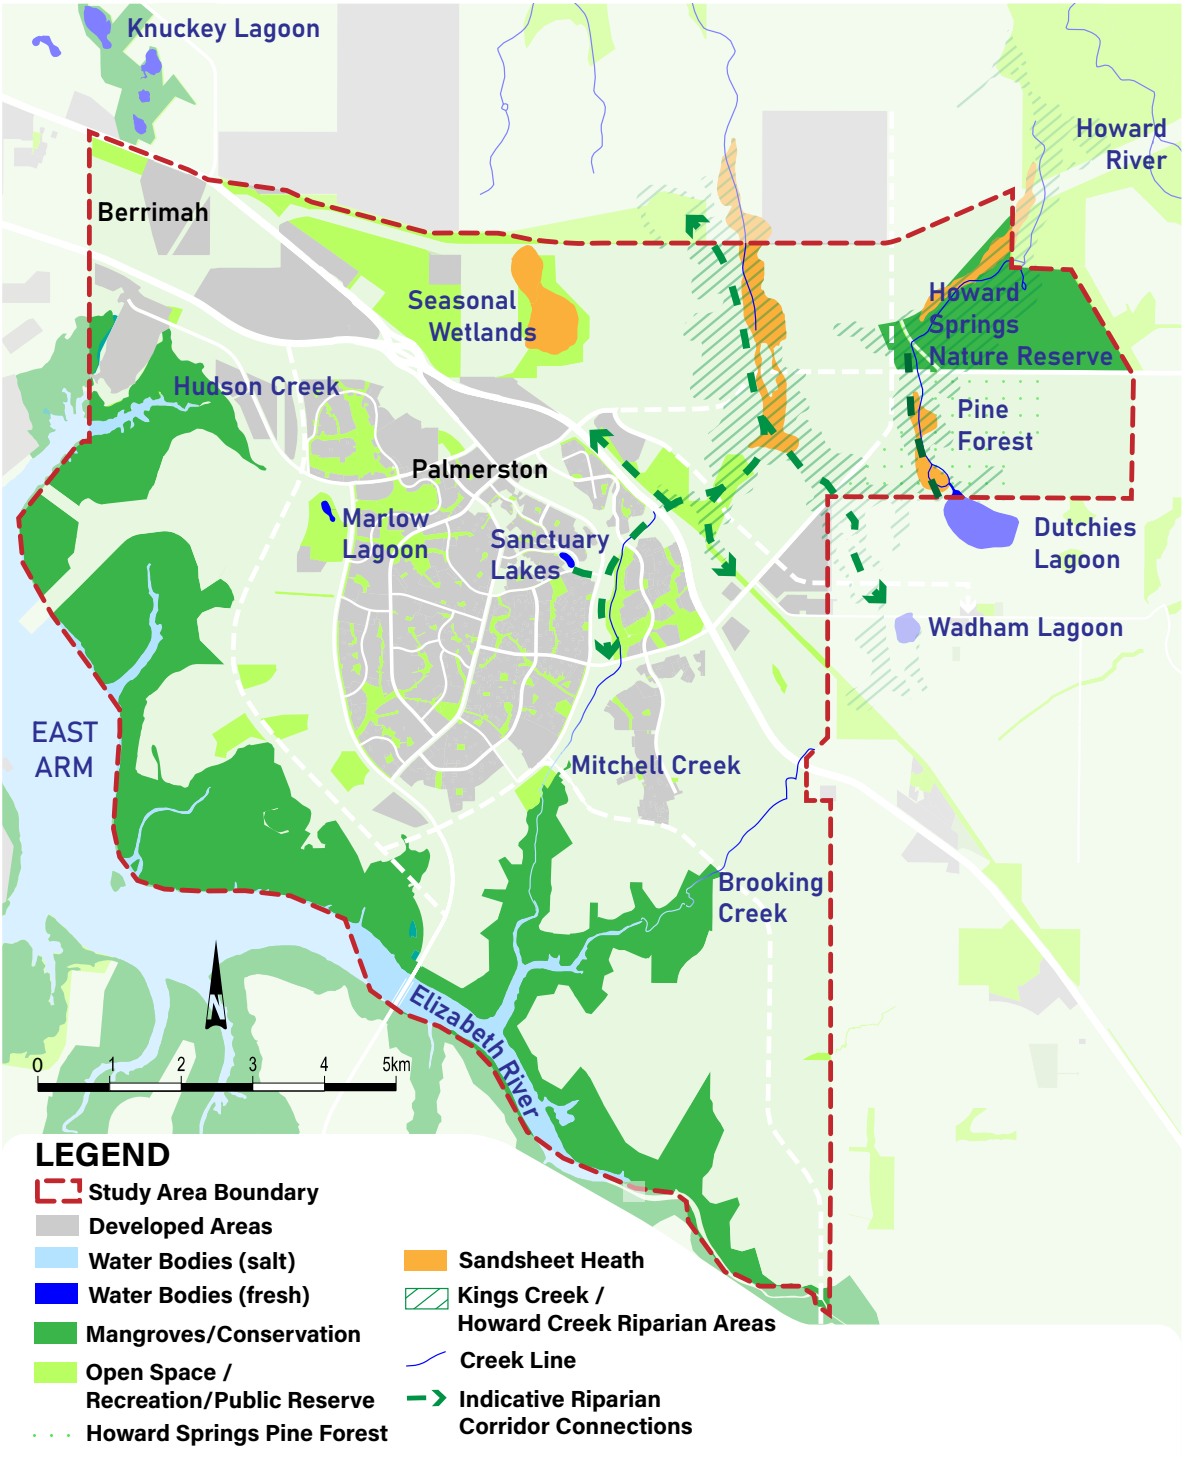 Knuckey Lagoon
Howard
River
Berrimah
Seasonal
Wetlands
Howard
Springs
Nature Reserve
Hudson Creek
Pine
Forest
Palmerston
Marlow
Lagoon
Sanctuary
Lakes
Dutchies
Lagoon
Wadham Lagoon
EAST
ARM
Mitchell Creek
Brooking
Creek
Elizabeth River
N
0 1 2 3 4 5km
LEGEND
Study Area Boundary
Developed Areas
Water Bodies (salt)
Water Bodies (fresh)
Mangroves/Conservation
Open Space /
Recreation/Public Reserve
Howard Springs Pine Forest
Sandsheet Heath
Kings Creek /
Howard Creek Riparian Areas
Creek Line
Indicative Riparian
Corridor Connections